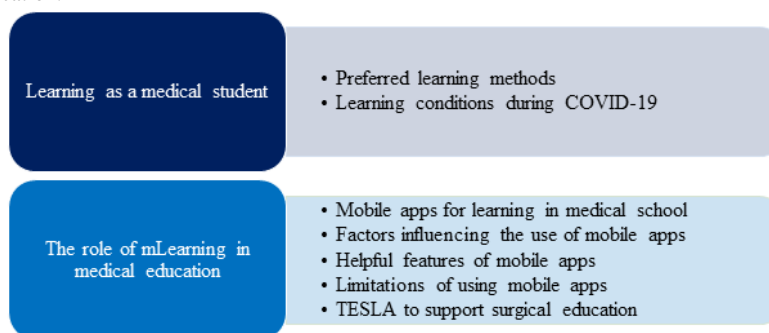 Learning as a medical student
• Preferred learning methods
• Learning conditions during COVID-19
The role of mLearning in
medical education
• Mobile apps for learning in medical school
• Factors influencing the use of mobile apps
• Helpful features of mobile apps
• Limitations of using mobile apps
• TESLA to support surgical education